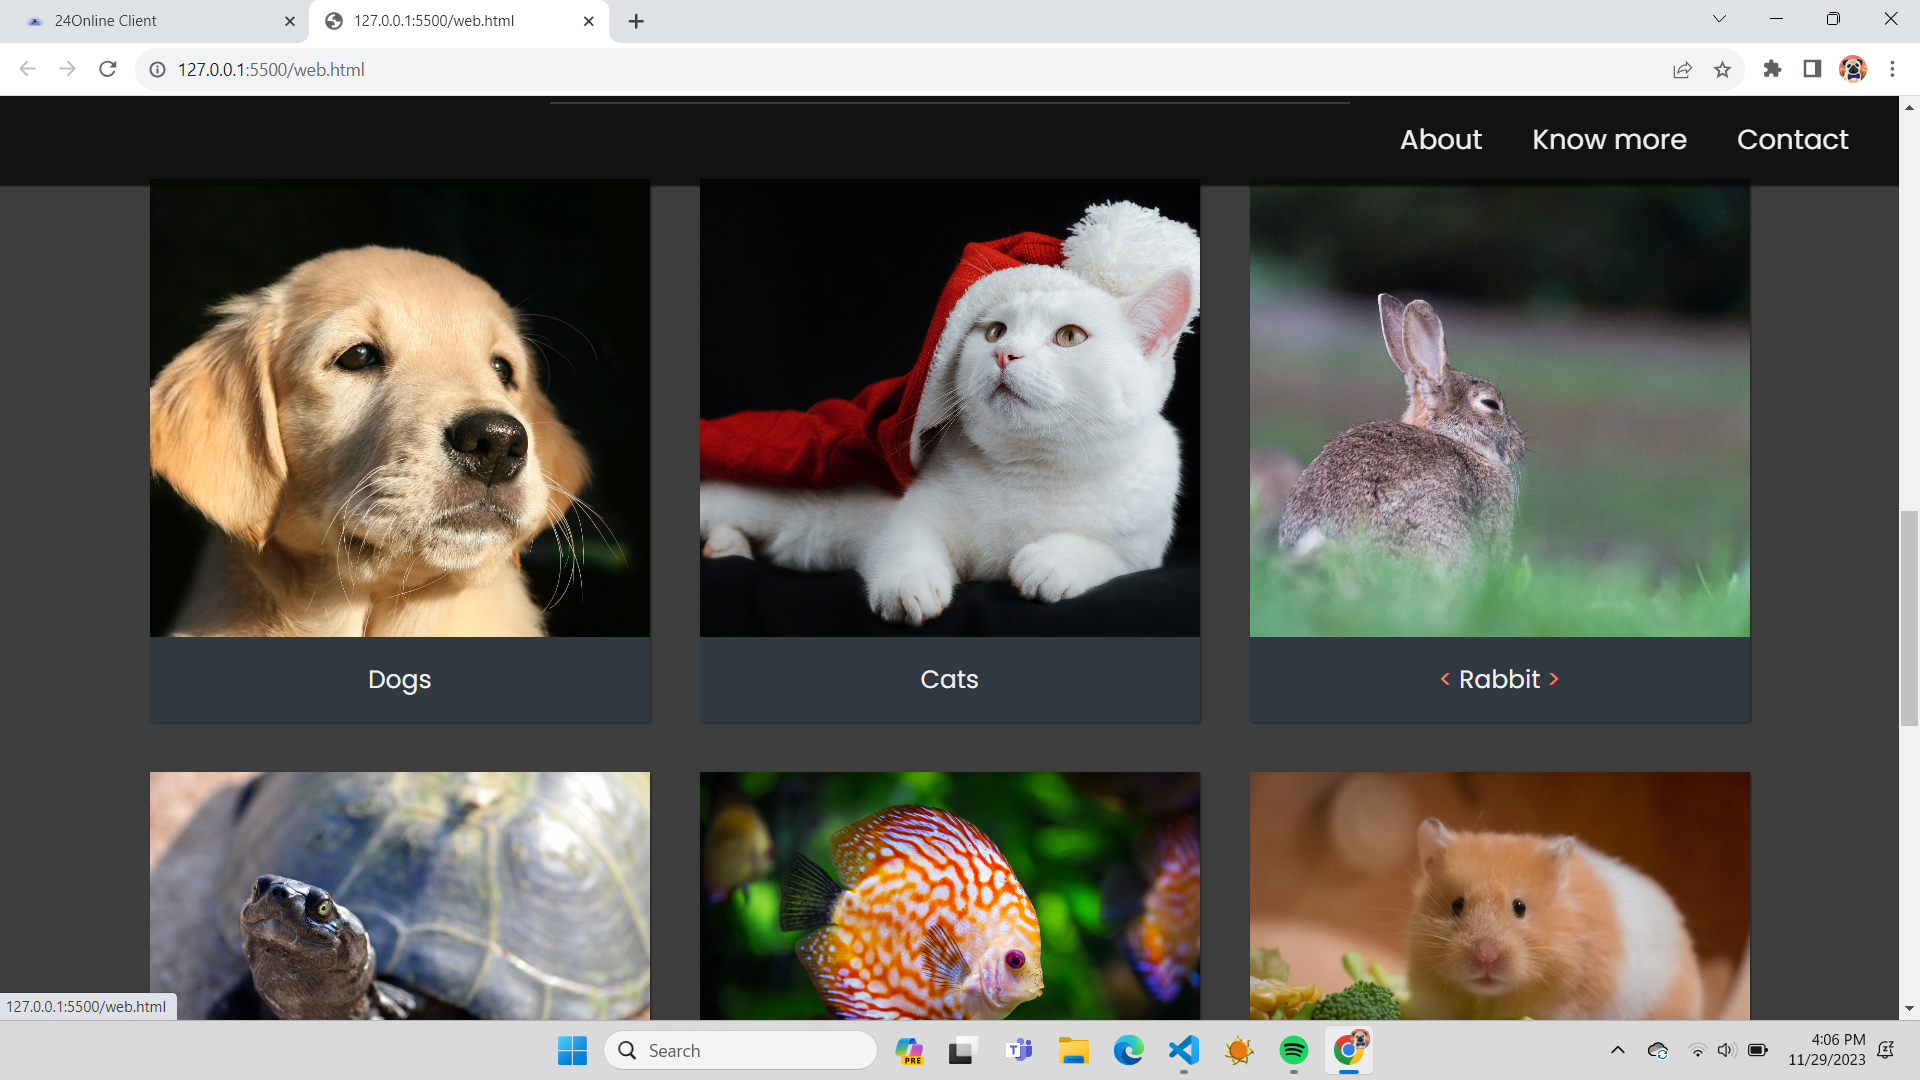 24Online Client
127.0.0.1:5500/web.html
127.0.0.1:5500/web.html
About Know more Contact
Dogs Cats < Rabbit >
127.0.0.1:5500/web.html
Search
PRE
T
4:06 PM
11/29/2023